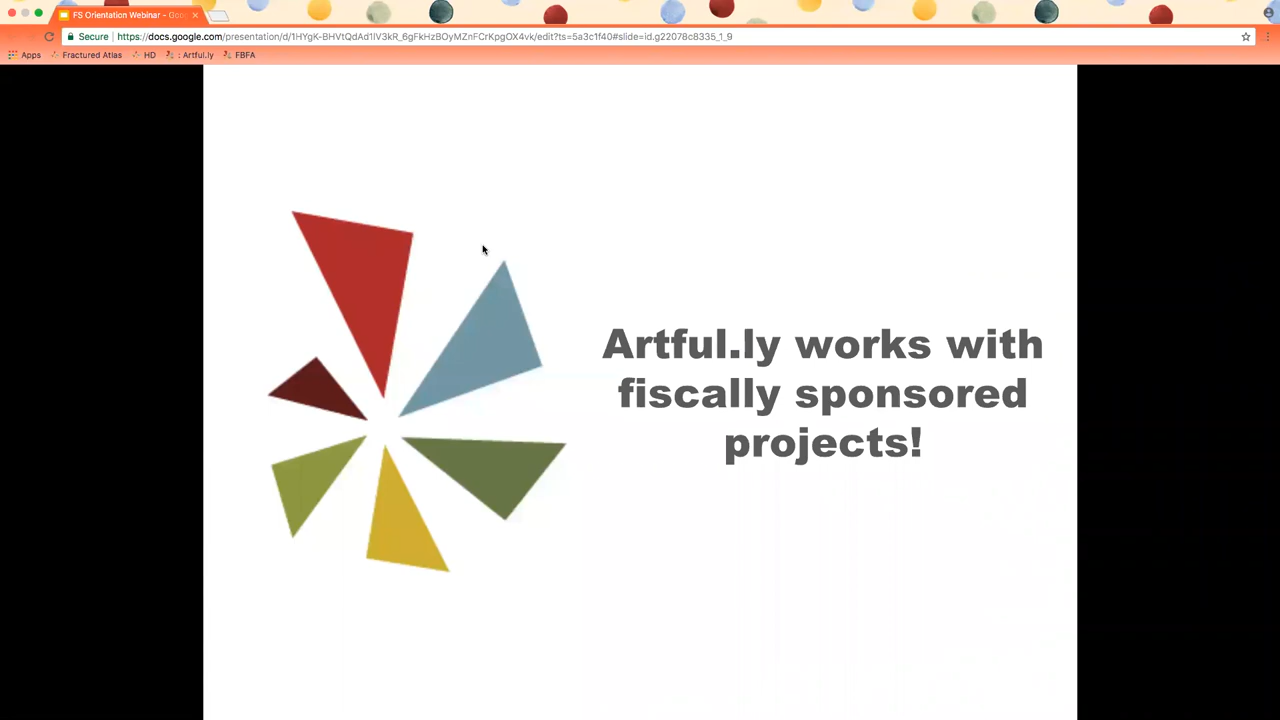 FS Orientation Webinar - Goo
Secure
https://docs.google.com/presentation/d/1HYgK-BHVtQdAd1IV3kR_6gFkHzBOyMZnFCrKpgOX4vk/edit?ts=5a3c1f40#slide=id.g22078c8335_1_9
Apps
Fractured Atlas
HD
: Artful.ly
FBFA
Artful.ly works with
fiscally sponsored
projects!